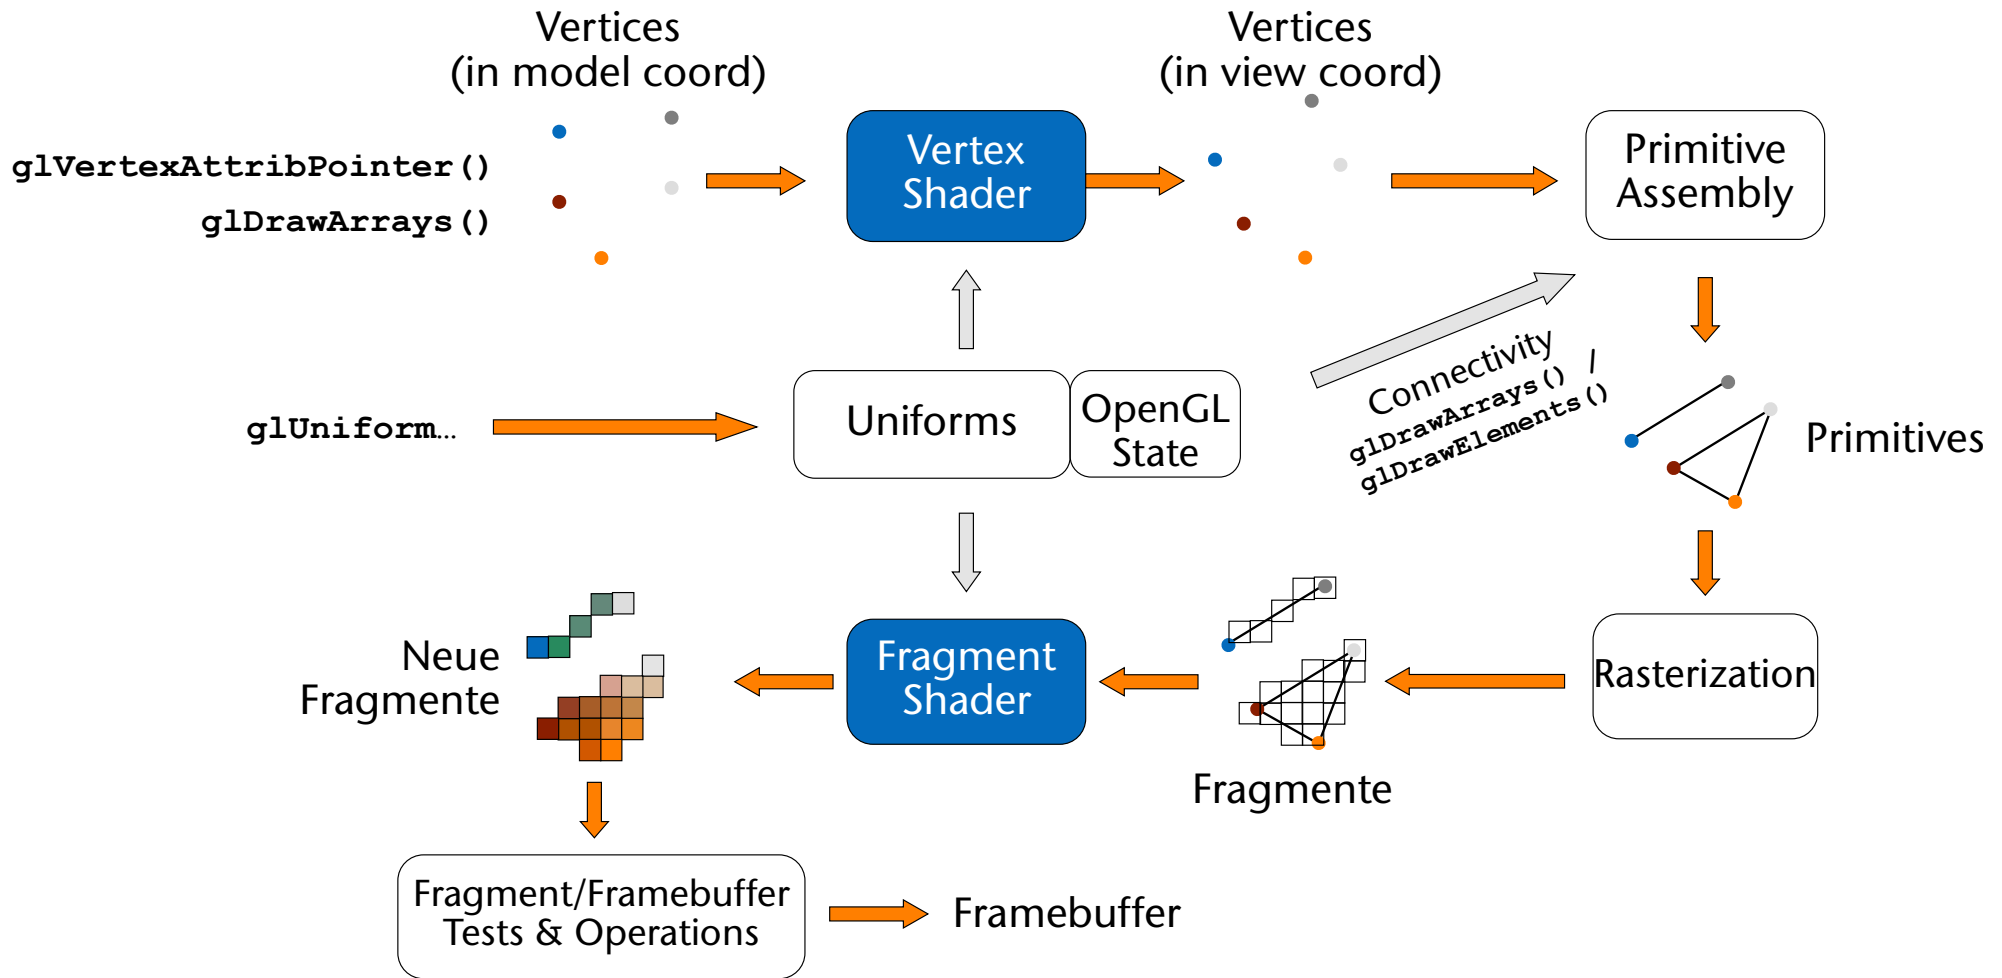 Vertices
(in model coord)
Vertices
(in view coord)
glVertexAttribPointer()
glDrawArrays()
Vertex
Shader
Primitive
Assembly
glUniform…
Uniforms
OpenGL
State
Connectivity
glDrawArrays() /
glDrawElements()
Primitives
Neue
Fragmente
Fragment
Shader
Fragmente
Rasterization
Fragment/Framebuffer
Tests & Operations
Framebuffer